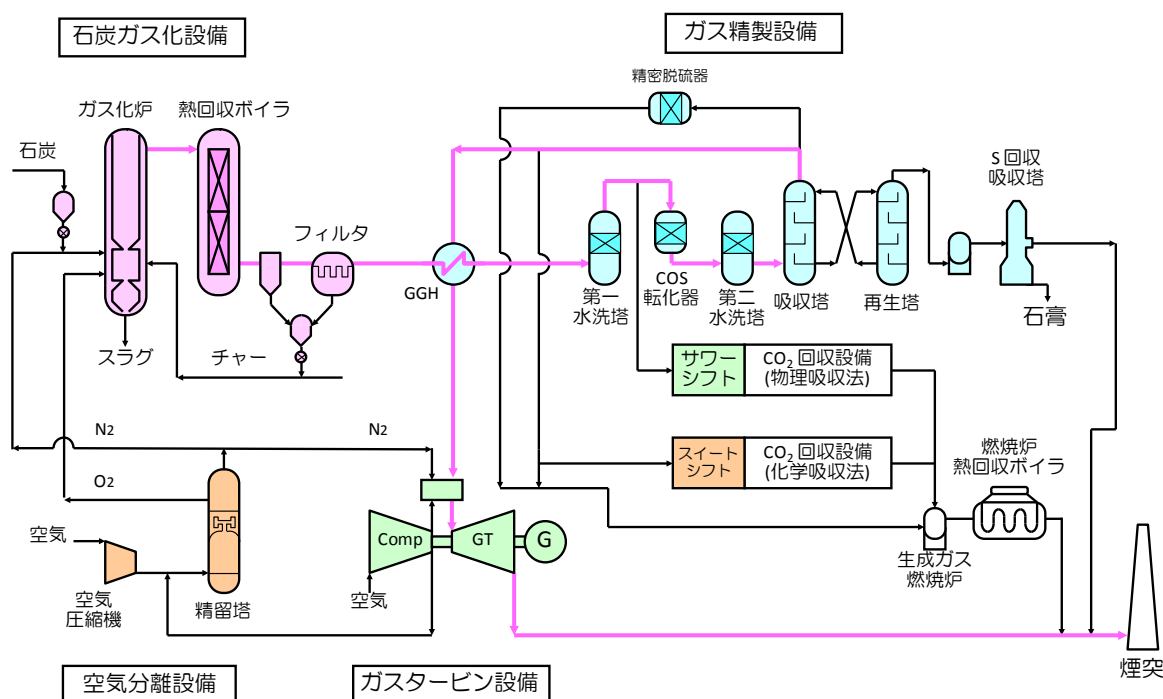 石炭ガス化設備
ガス精製設備
精密脱硫器
ガス化炉
熱回収ボイラ
石炭
S 回収
吸収塔
フィルタ
GGH
第一
水洗塔
COS
転化器
第二
水洗塔
吸収塔
再生塔
石膏
スラグ
チャー
サワー
シフト
CO₂ 回収設備
(物理吸収法)
N2
N2
スイート
シフト
CO₂ 回収設備
(化学吸収法)
燃焼炉
熱回収ボイラ
O2
空気
Comp
GT
G
生成ガス
燃焼炉
空気
圧縮機
精留塔
空気
煙突
空気分離設備
ガスタービン設備